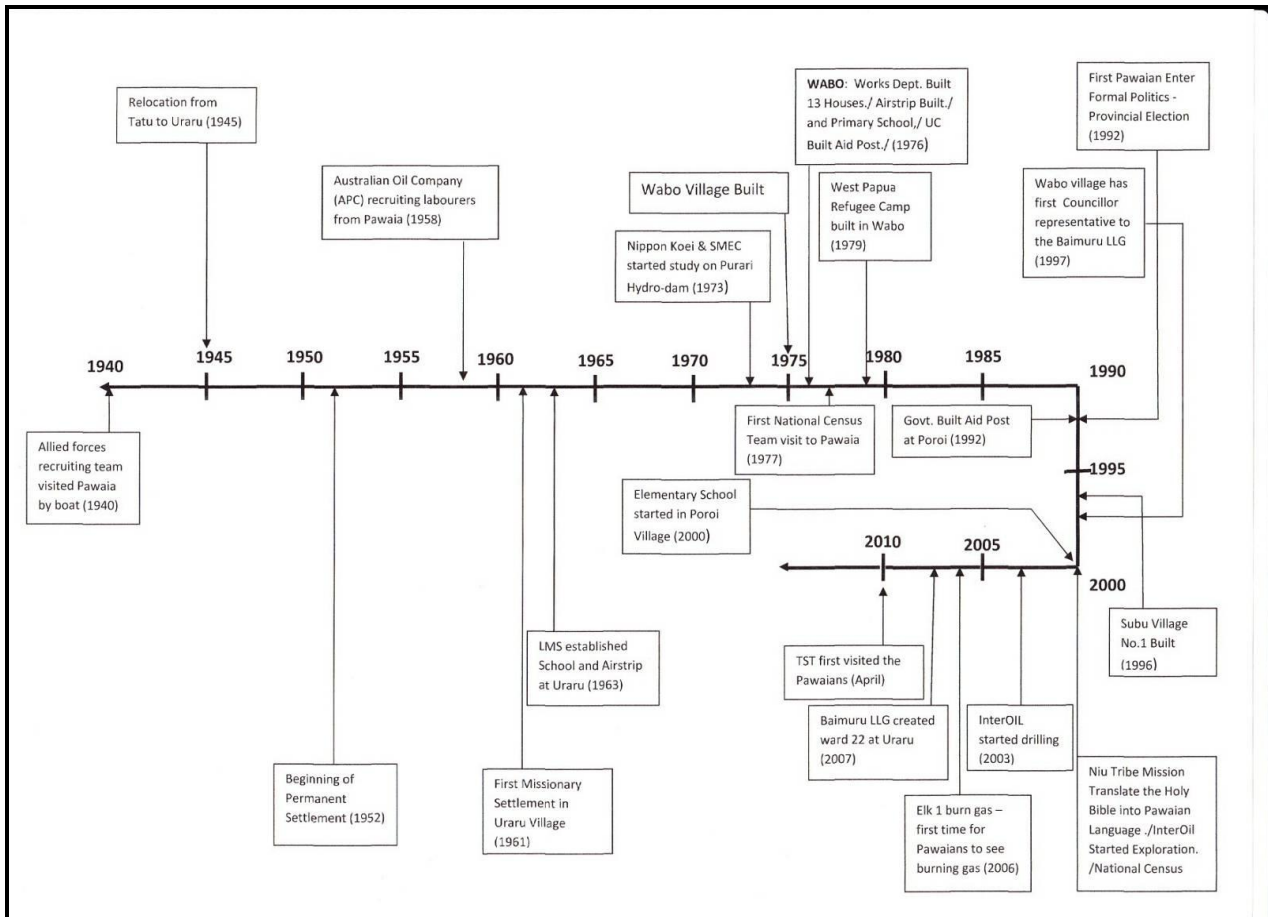 Relocation from
Tatu to Uraru (1945)
Australian Oil Company
(APC) recruiting labourers
from Pawaia (1958)
Wabo Village Built
Nippon Koei & SMEC
started study on Purari
Hydro-dam (1973)
WABO: Works Dept. Built
13 Houses./ Airstrip Built./
and Primary School,/ UC
Built Aid Post./ (1976)
West Papua
Refugee Camp
built in Wabo
(1979)
First Pawaian Enter
Formal Politics -
Provincial Election
(1992)
Wabo village has
first Councillor
representative to
the Baimuru LLG
(1997)
1940
1945
1950
1955
1960
1965
1970
1975
1980
1985
1990
Allied forces
recruiting team
visited Pawaia
by boat (1940)
First National Census
Team visit to Pawaia
(1977)
Govt. Built Aid Post
at Poroi (1992)
1995
Elementary School
started in Poroi
Village (2000)
2010
2005
2000
LMS established
School and Airstrip
at Uraru (1963)
TST first visited the
Pawaians (April)
Subu Village
No.1 Built
(1996)
Baimuru LLG created
ward 22 at Uraru
(2007)
InterOIL
started drilling
(2003)
Beginning of
Permanent
Settlement (1952)
First Missionary
Settlement in
Uraru Village
(1961)
Elk 1 burn gas –
first time for
Pawaians to see
burning gas (2006)
Niu Tribe Mission
Translate the Holy
Bible into Pawaian
Language ./InterOil
Started Exploration.
/National Census